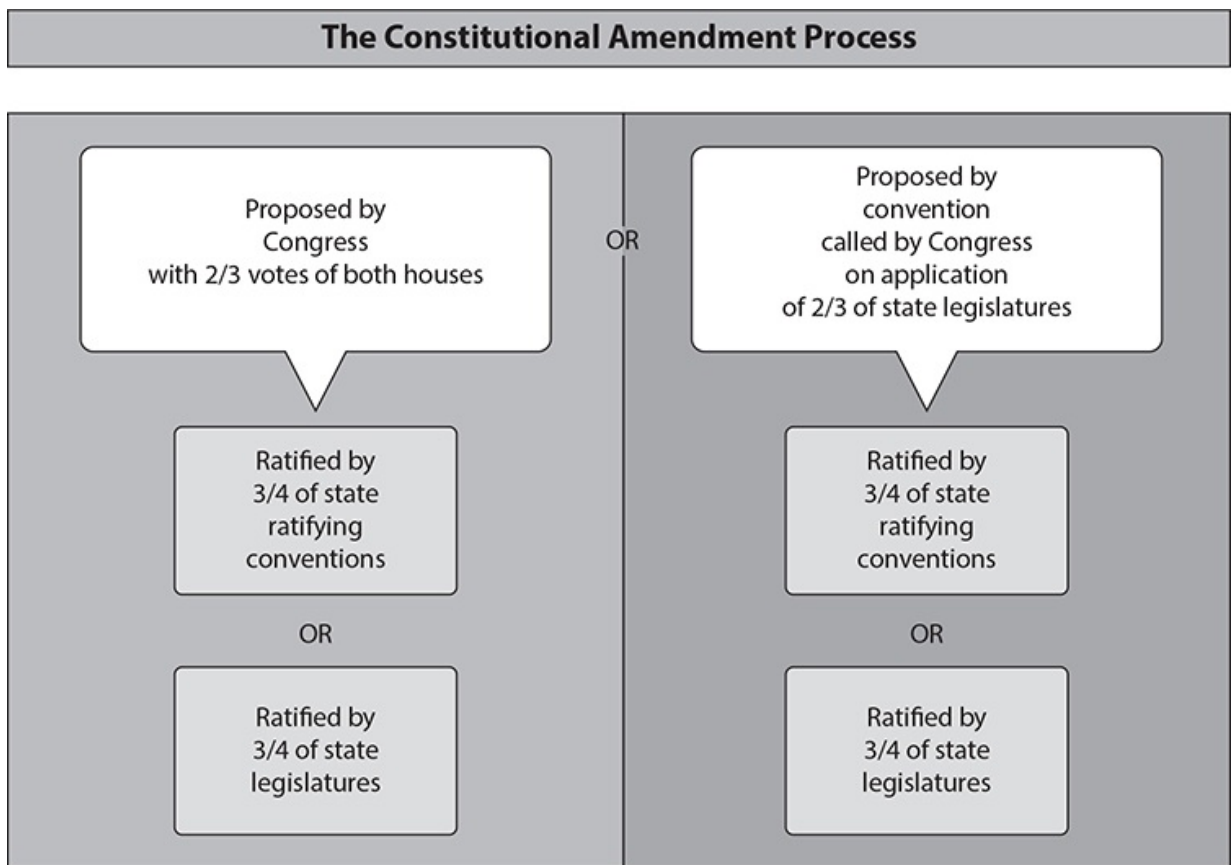 The Constitutional Amendment Process
Proposed by
Congress
with 2/3 votes of both houses
OR
Proposed by
convention
called by Congress
on application
of 2/3 of state legislatures
Ratified by
3/4 of state
ratifying
conventions
OR
Ratified by
3/4 of state
legislatures
Ratified by
3/4 of state
ratifying
conventions
OR
Ratified by
3/4 of state
legislatures